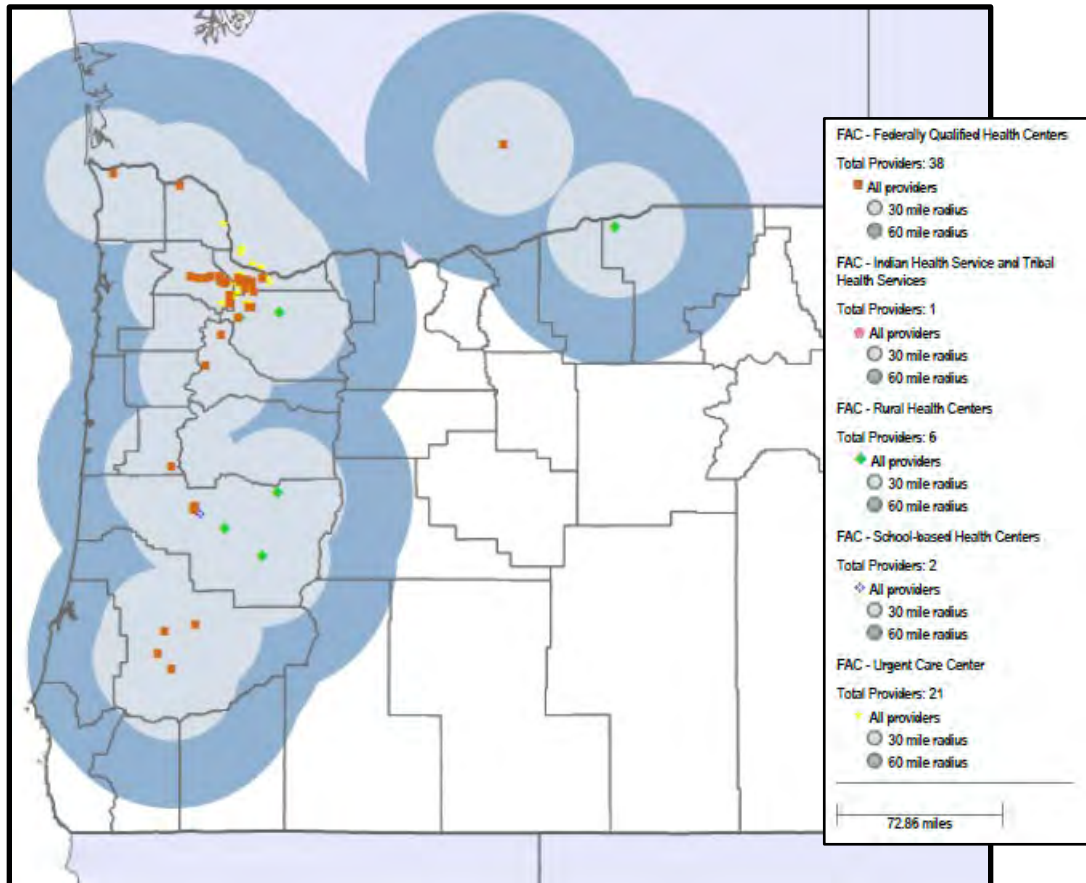 FAC - Federally Qualified Health Centers
Total Providers: 38
All providers
30 mile radius
60 mile radius
FAC - Indian Health Service and Tribal
Health Services
Total Providers: 1
All providers
30 mile radius
60 mile radius
FAC - Rural Health Centers
Total Providers: 6
All providers
30 mile radius
60 mile radius
FAC - School-based Health Centers
Total Providers: 2
All providers
30 mile radius
60 mile radius
FAC - Urgent Care Center
Total Providers: 21
All providers
30 mile radius
60 mile radius
72.86 miles